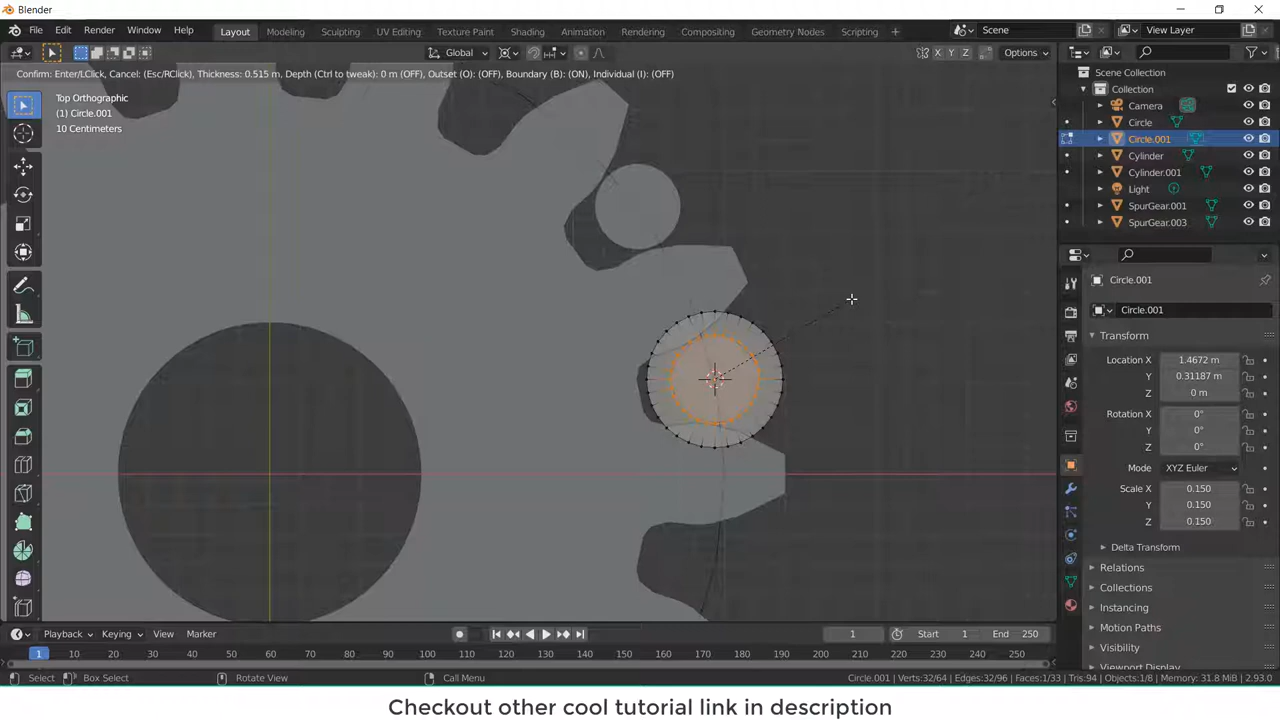 Blender
File Edit Render Window Help
Layout Modeling Sculpting UV Editing Texture Paint Shading Animation Rendering Compositing Geometry Nodes Scripting +
Scene View Layer
Global X Y Z Options
Confirm: Enter/LClick, Cancel: (Esc/RClick), Thickness: 0.515 m, Depth (Ctrl to tweak): 0 m (OFF), Outset (O): (OFF), Boundary (B): (ON), Individual (I): (OFF)
Top Orthographic
(1) Circle.001
10 Centimeters
Scene Collection
Collection
Camera
Circle
Circle.001
Cylinder
Cylinder.001
Light
SpurGear.001
SpurGear.003
Circle.001
Circle.001
Transform
Location X 1.4672 m
Y 0.31187 m
Z 0 m
Rotation X 0°
Y 0°
Z 0°
Mode XYZ Euler
Scale X 0.150
Y 0.150
Z 0.150
Delta Transform
Relations
Collections
Instancing
Motion Paths
Visibility
Viewport Display
Playback Keying View Marker 1 Start 1 End 250
1 10 20 30 40 50 60 70 80 90 100 110 120 130 140 150 160 170 180 190 200 210 220 230 240 250
Select Box Select Rotate View Call Menu Circle.001 | Verts:32/64 | Edges:32/96 | Faces:1/33 | Tris:94 | Objects:1/8 | Memory: 31.8 MiB | 2.93.0
Checkout other cool tutorial link in description